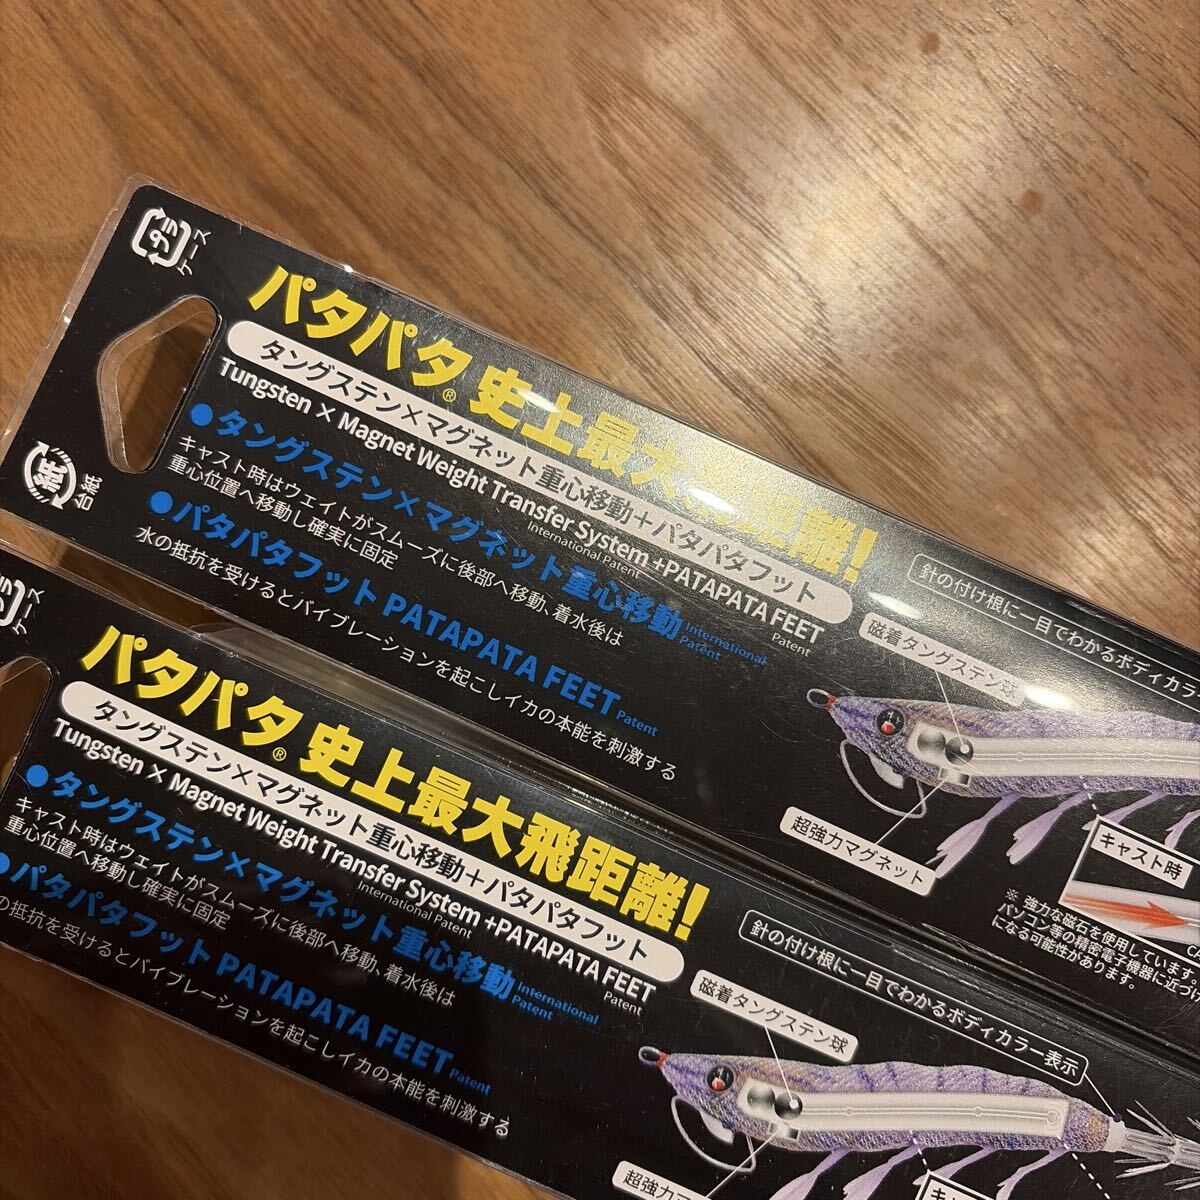 プラ
ケース
紙
台紙
パタパタ® 史上最大飛距離!
タングステン×マグネット重心移動+パタパタフット
Tungsten × Magnet Weight Transfer System +PATAPATA FEET
International Patent
Patent
●タングステン×マグネット重心移動 International Patent
キャスト時はウェイトがスムーズに後部へ移動、着水後は
重心位置へ移動し確実に固定
●パタパタフット PATAPATA FEET Patent
水の抵抗を受けるとバイブレーションを起こしイカの本能を刺激する
針の付け根に一目でわかるボディカラ
磁着タングステン球
超強力マグネット
キャスト時
※ 強力な磁石を使用しています
パソコン等の精密電子機器に近づけ
になる可能性があります。
プラ
ケース
パタパタ® 史上最大飛距離!
タングステン×マグネット重心移動+パタパタフット
Tungsten × Magnet Weight Transfer System +PATAPATA FEET
International Patent
Patent
●タングステン×マグネット重心移動 International Patent
キャスト時はウェイトがスムーズに後部へ移動、着水後は
重心位置へ移動し確実に固定
●パタパタフット PATAPATA FEET Patent
の抵抗を受けるとバイブレーションを起こしイカの本能を刺激する
針の付け根に一目でわかるボディカラー表示
磁着タングステン球
超強力マ
キャス